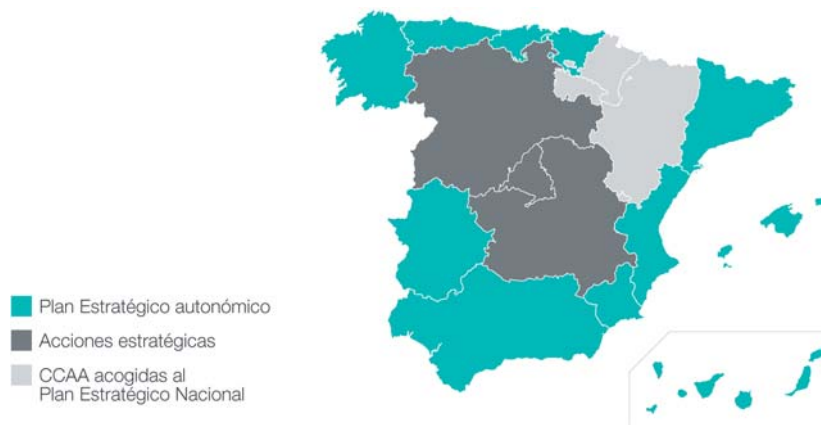 Plan Estratégico autonómico
Acciones estratégicas
CCAA acogidas al
Plan Estratégico Nacional